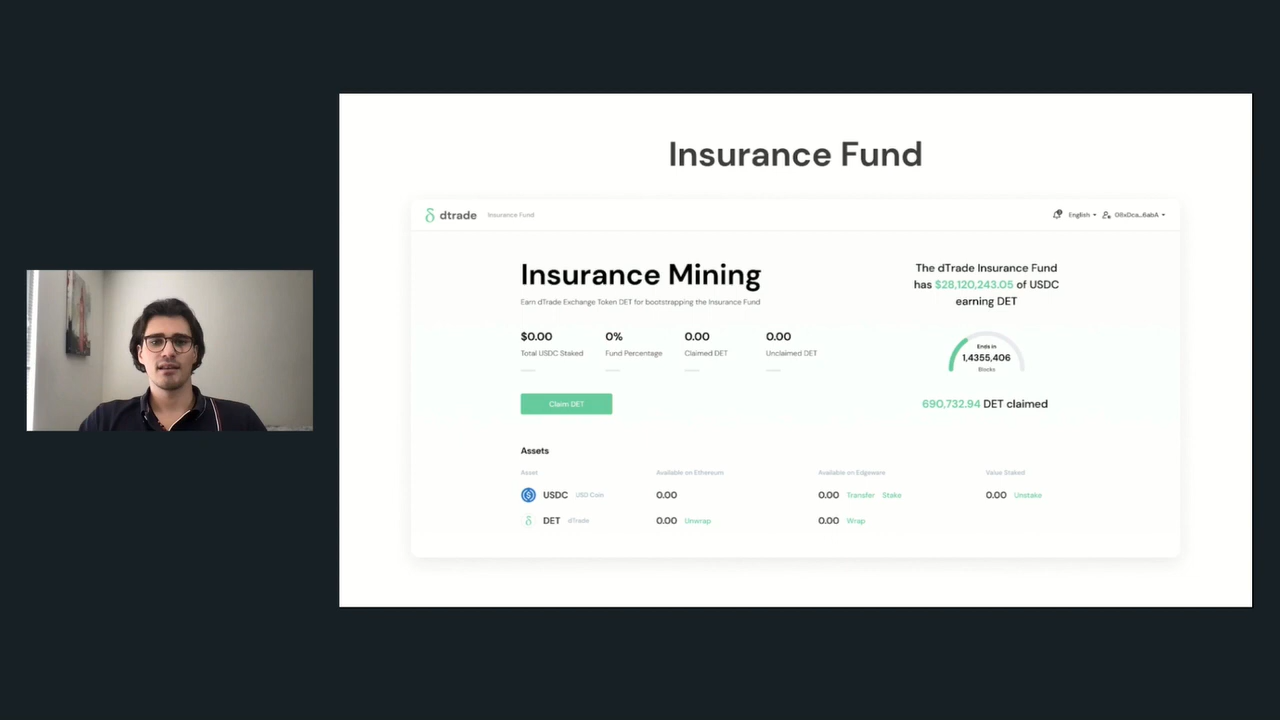 Insurance Fund
dtrade Insurance Fund English 0BxDca...6abA
Insurance Mining
Earn dTrade Exchange Token DET for bootstrapping the Insurance Fund
$0.00 0% 0.00 0.00
Total USDC Staked Fund Percentage Claimed DET Unclaimed DET
Claim DET
The dTrade Insurance Fund
has $28,120,243.05 of USDC
earning DET
Ends in
1,4355,406
Blocks
690,732.94 DET claimed
Assets
Asset Available on Ethereum Available on Edgeware Value Staked
USDC USD Coin 0.00 0.00 Transfer Stake 0.00 Unstake
DET dTrade 0.00 Unwrap 0.00 Wrap